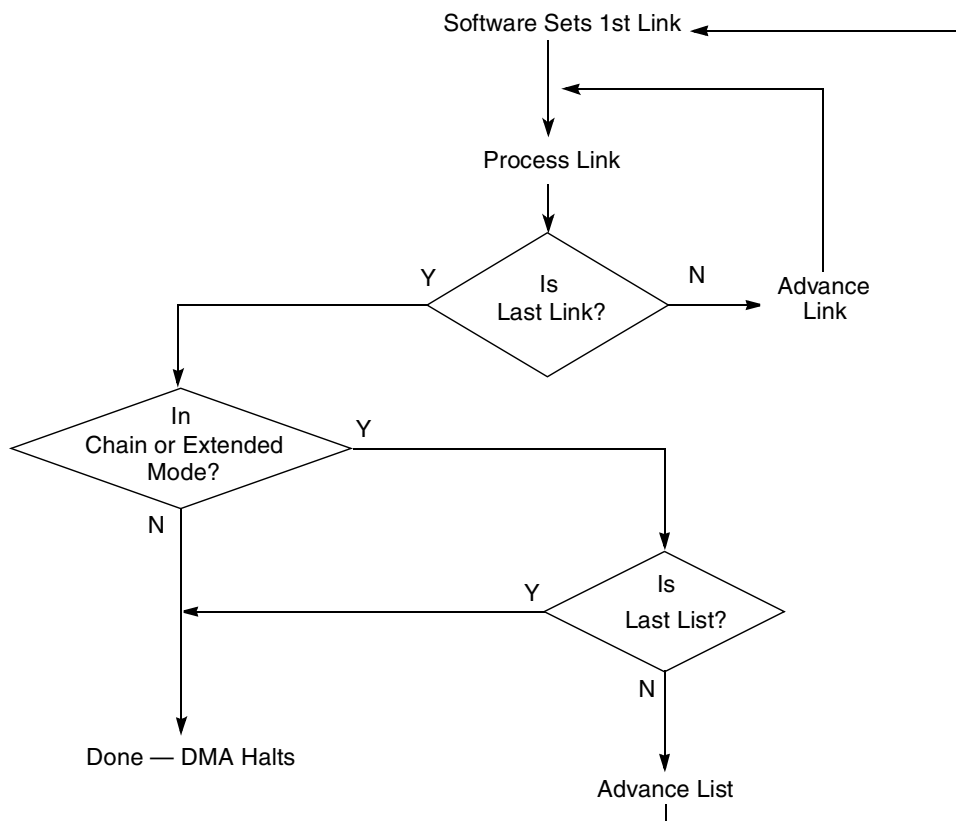 Software Sets 1st Link
Process Link
Y
Is
Last Link?
N
Advance
Link
In
Chain or Extended
Mode?
Y
N
Y
Is
Last List?
N
Done — DMA Halts
Advance List